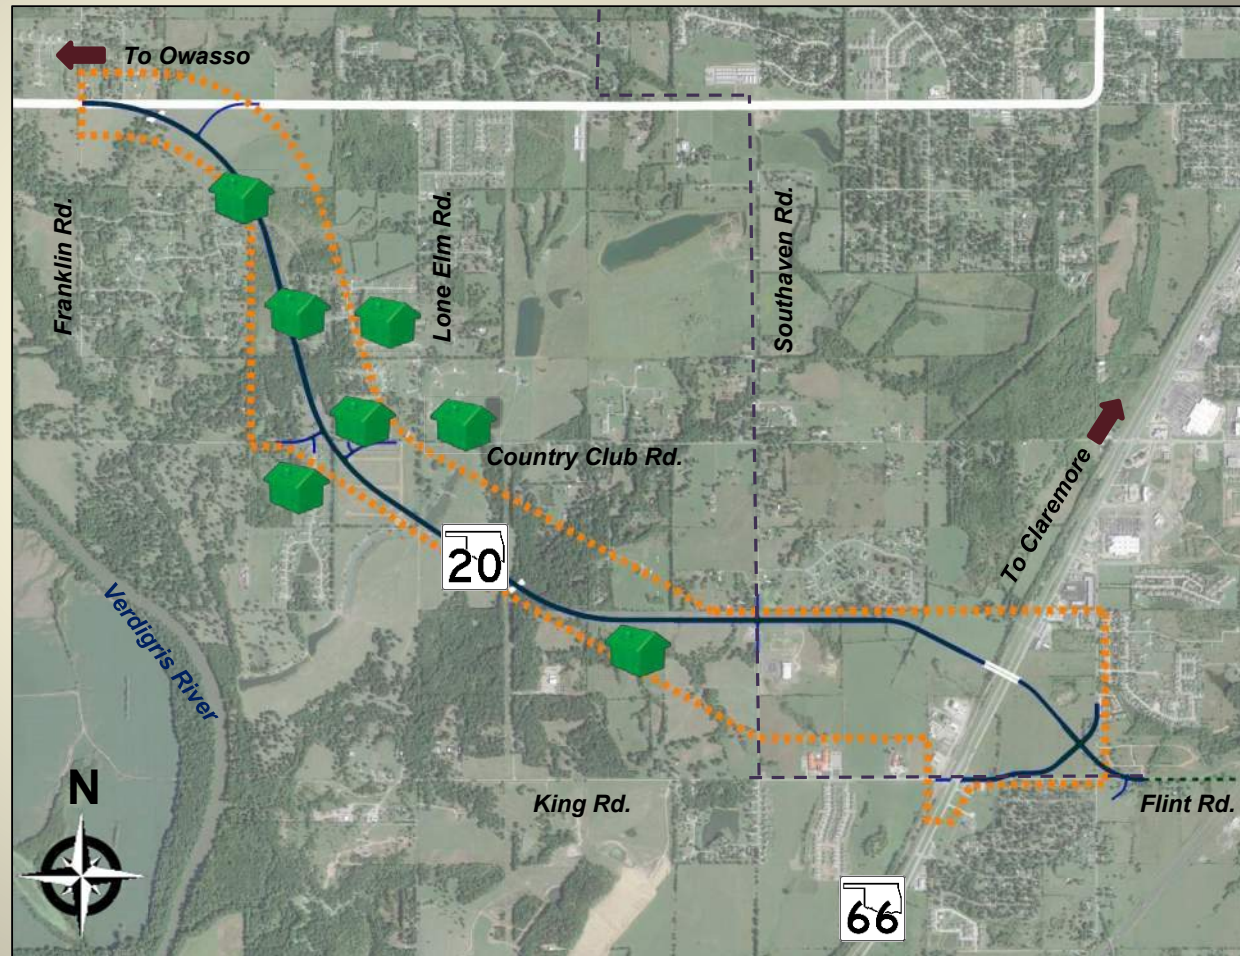 To Owasso
Franklin Rd.
Lone Elm Rd.
Southaven Rd.
Country Club Rd.
To Claremore
20
Verdigris River
N
King Rd.
Flint Rd.
66